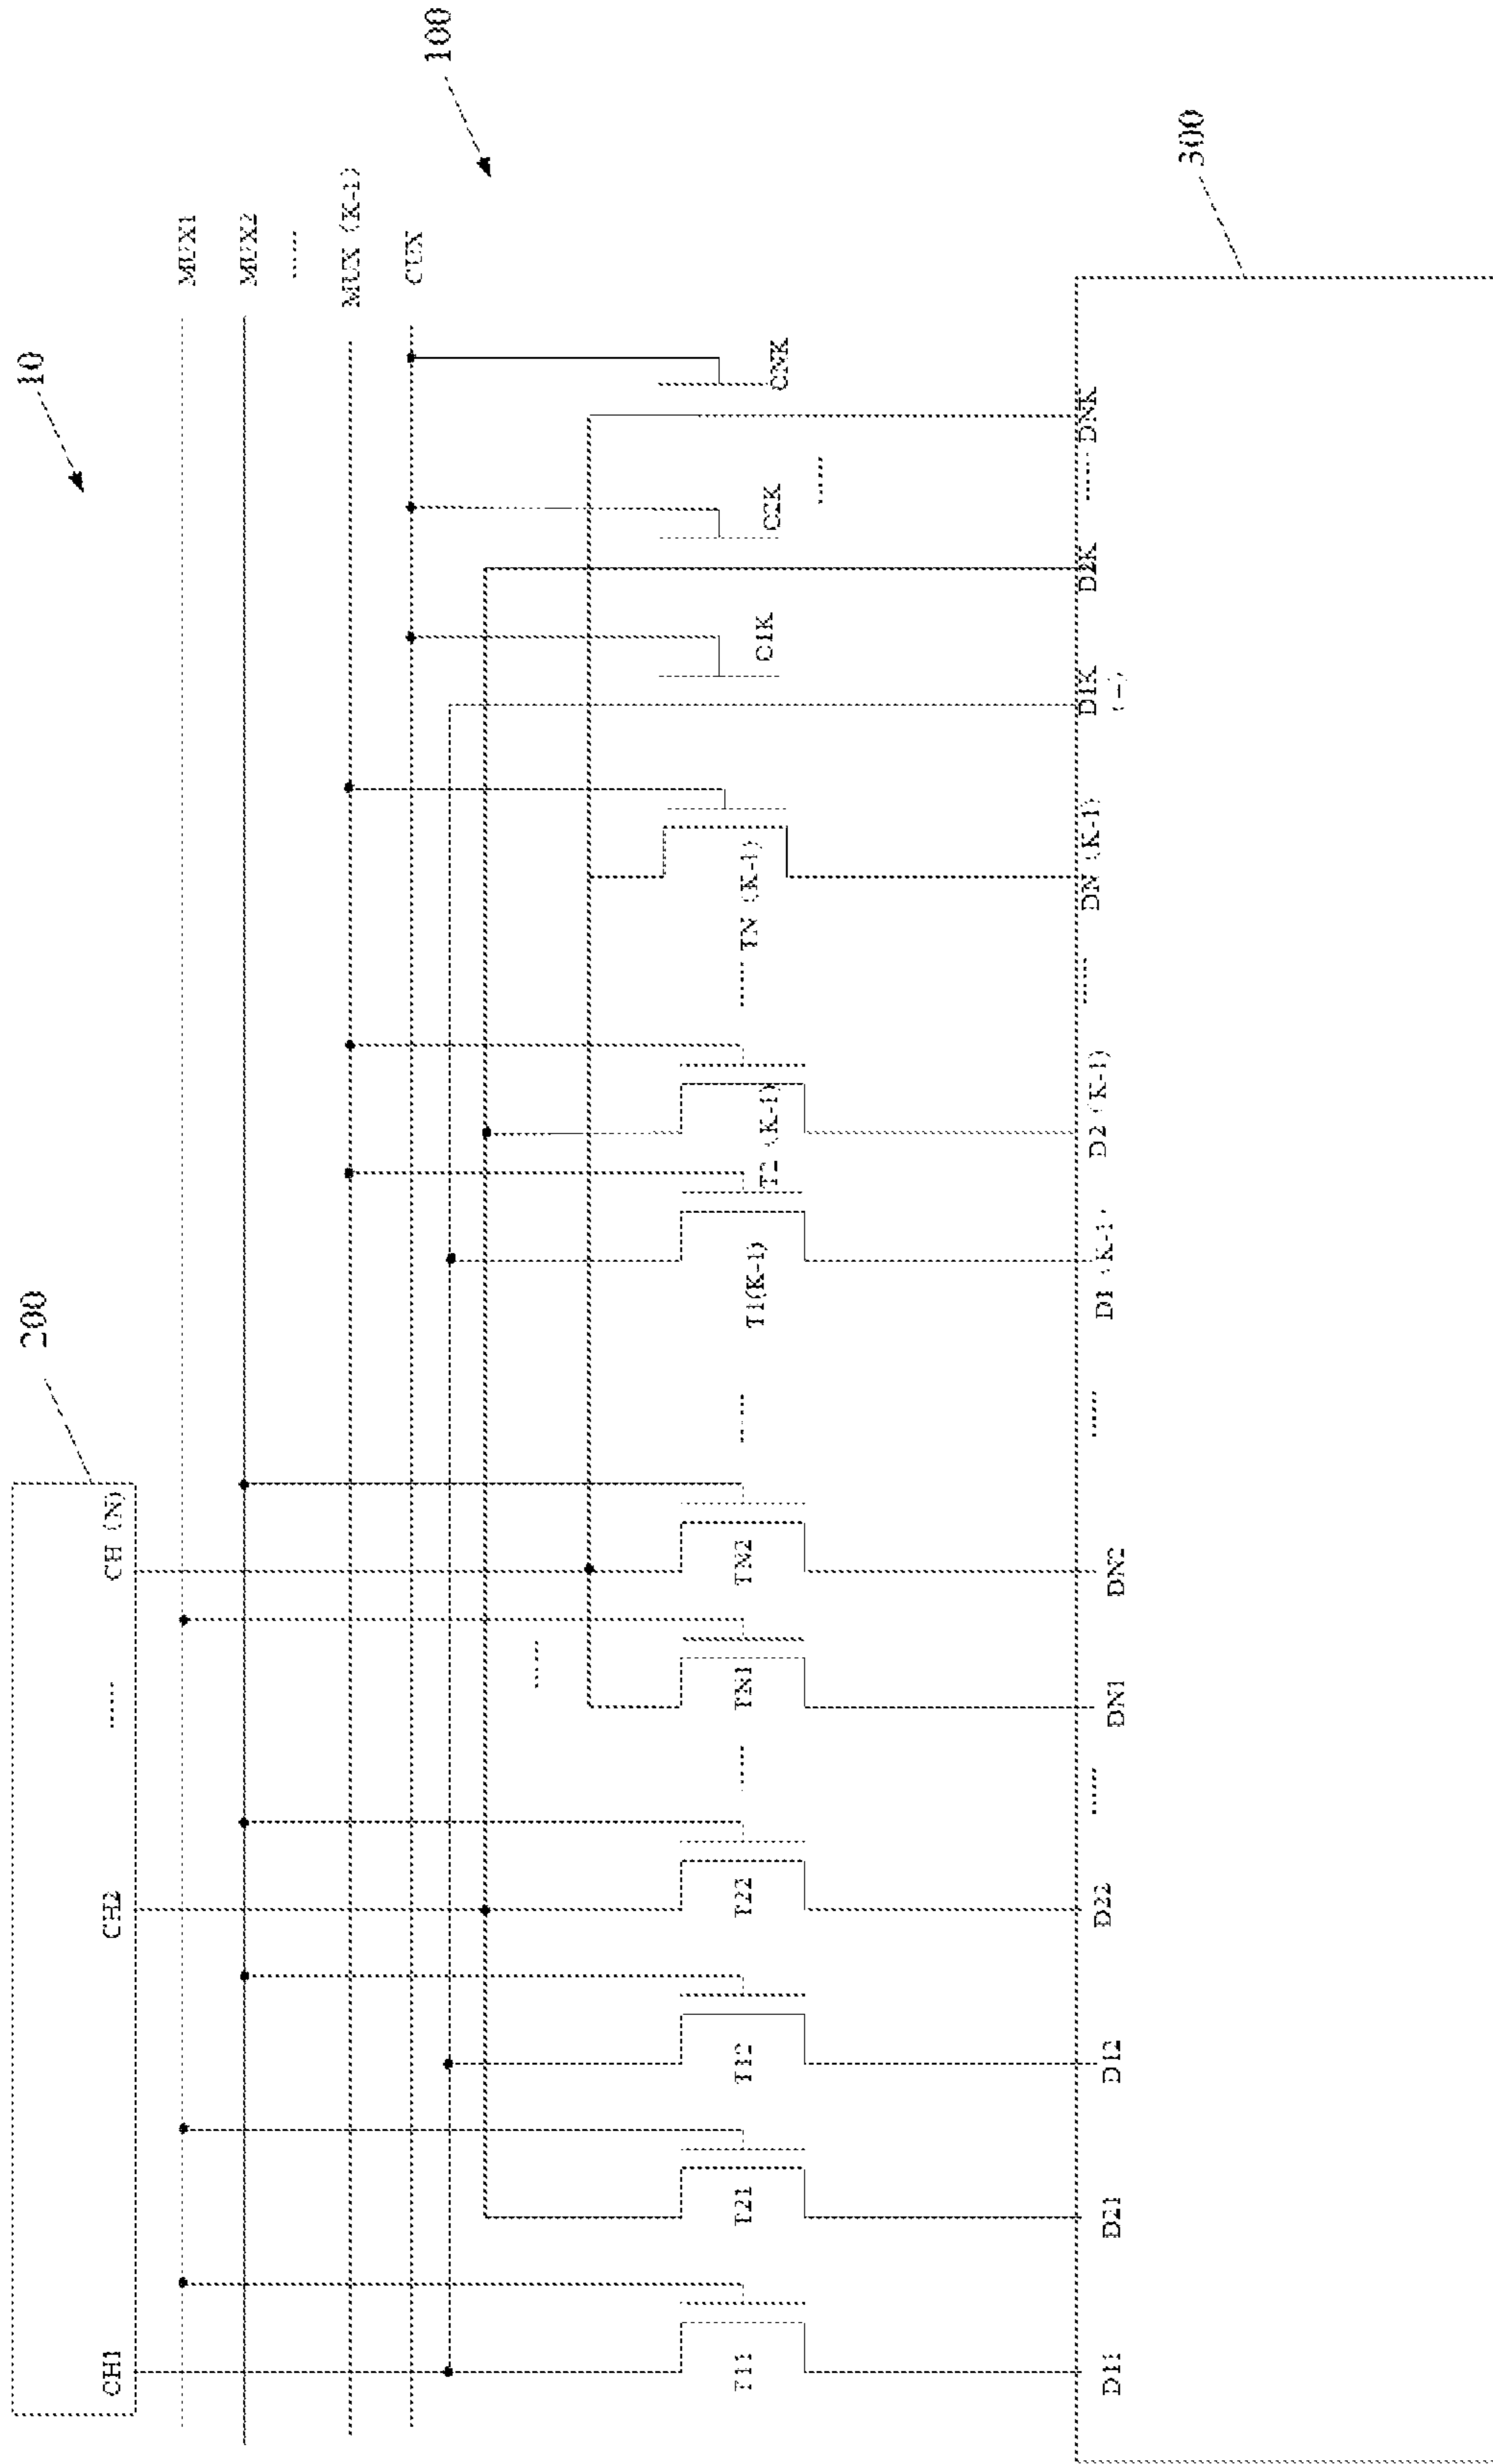 10
100
200
300
CH1
CH2
......
CH (N)
MUX1
MUX2
......
MUX (K-1)
CUX
......
T11
T21
T12
T22
......
TN1
TN2
......
T1(K-1)
T2 (K-1)
......
TN (K-1)
C1K
C2K
......
CNK
D11
D21
D12
D22
......
DN1
DN2
......
D1 (K-1)
D2 (K-1)
......
DN (K-1)
D1K
D2K
......
DNK